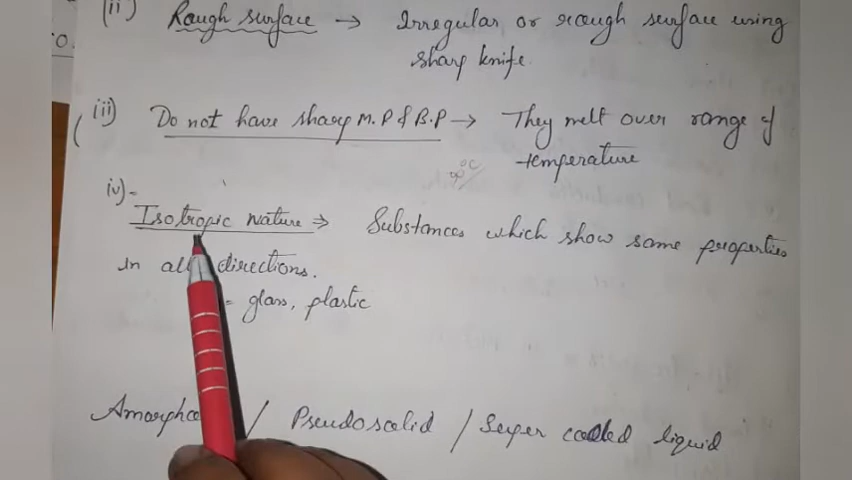 (ii) Rough surface → Irregular or rough surface using
sharp knife.
(iii) Do not have sharp M.P & B.P → They melt over range of
temperature
iv) Isotropic nature ⇒ Substances which show same properties
In all directions.
= glass, plastic
/ Pseudosolid / Super cooled liquid